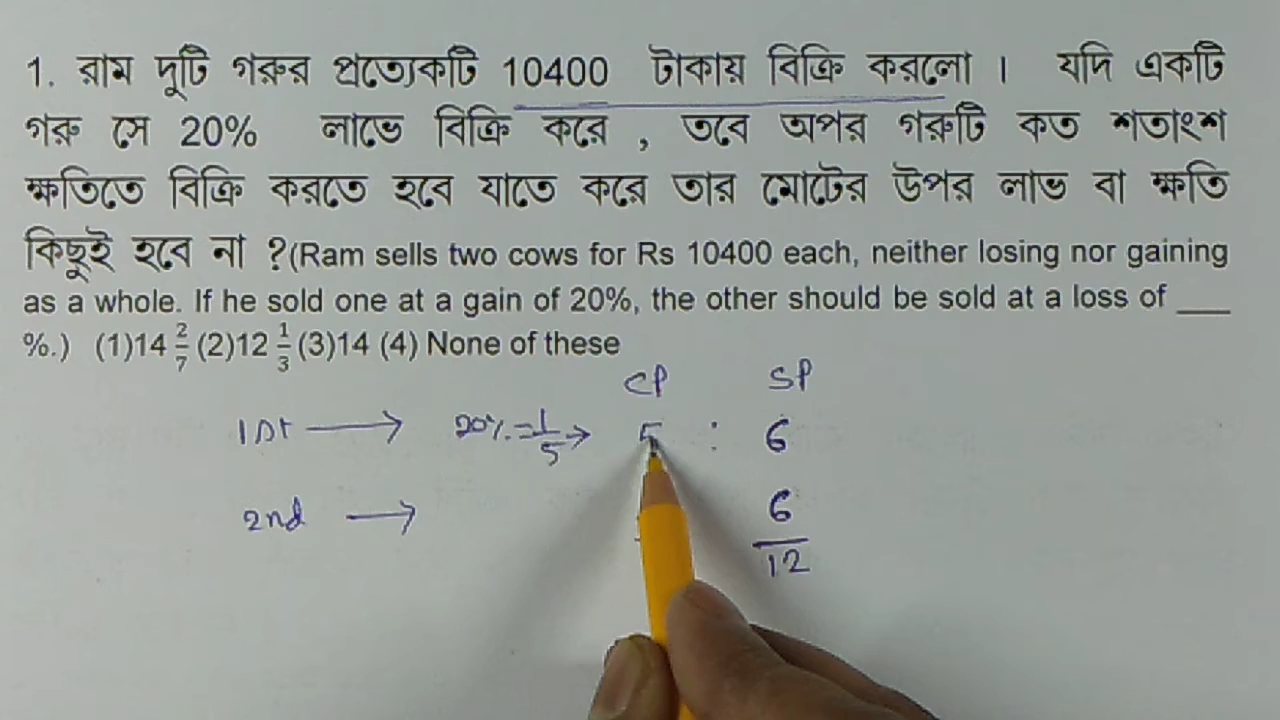 1. রাম দুটি গরুর প্রত্যেকটি 10400 টাকায় বিক্রি করলো । যদি একটি
গরু সে 20% লাভে বিক্রি করে , তবে অপর গরুটি কত শতাংশ
ক্ষতিতে বিক্রি করতে হবে যাতে করে তার মোটের উপর লাভ বা ক্ষতি
কিছুই হবে না ?(Ram sells two cows for Rs 10400 each, neither losing nor gaining
as a whole. If he sold one at a gain of 20%, the other should be sold at a loss of ___
%.) (1)14 2/7 (2)12 1/3 (3)14 (4) None of these
CP SP
1st → 20% = 1/5 → 5 : 6
2nd → 6
12